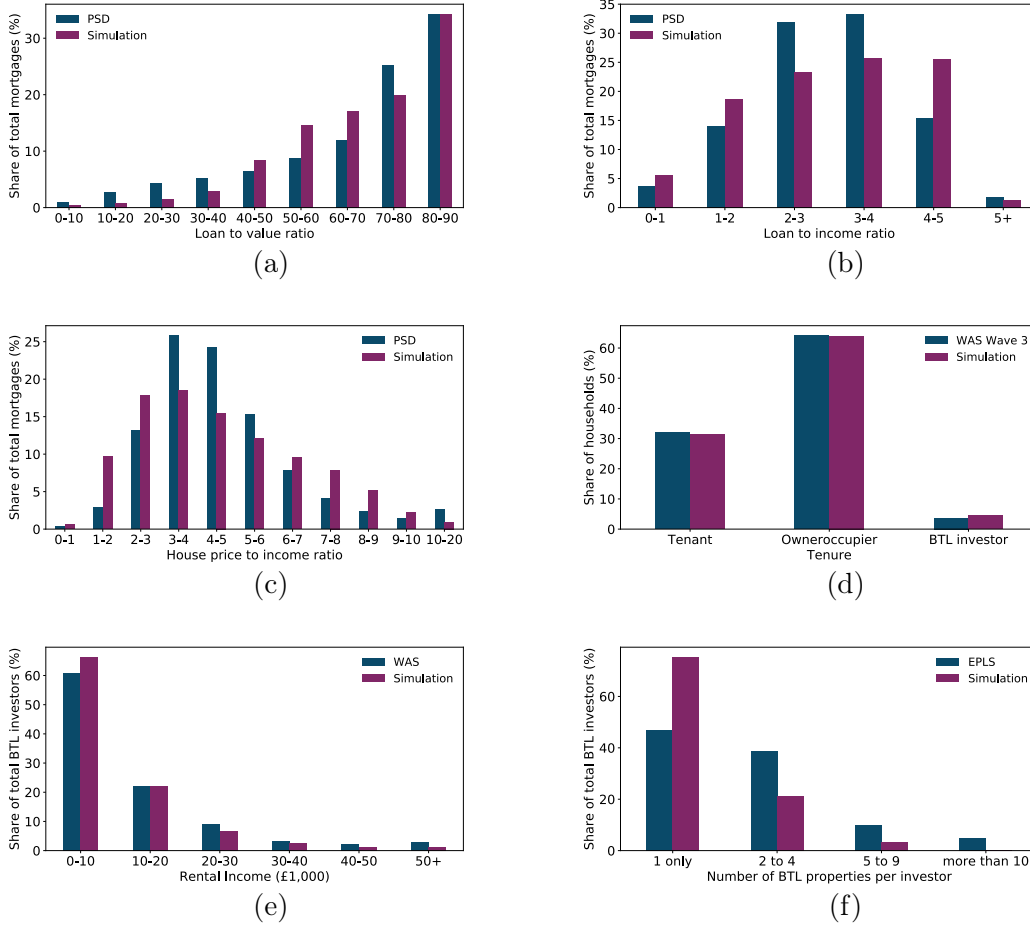 Share of total mortgages (%)
30
20
10
0
PSD
Simulation
0-10 10-20 20-30 30-40 40-50 50-60 60-70 70-80 80-90
Loan to value ratio
(a)
Share of total mortgages (%)
35
30
25
20
15
10
5
0
PSD
Simulation
0-1 1-2 2-3 3-4 4-5 5+
Loan to income ratio
(b)
Share of total mortgages (%)
25
20
15
10
5
0
PSD
Simulation
0-1 1-2 2-3 3-4 4-5 5-6 6-7 7-8 8-9 9-10 10-20
House price to income ratio
(c)
Share of households (%)
60
50
40
30
20
10
0
WAS Wave 3
Simulation
Tenant Owneroccupier BTL investor
Tenure
(d)
Share of total BTL investors (%)
60
50
40
30
20
10
0
WAS
Simulation
0-10 10-20 20-30 30-40 40-50 50+
Rental Income (£1,000)
(e)
Share of total BTL investors (%)
60
40
20
0
EPLS
Simulation
1 only 2 to 4 5 to 9 more than 10
Number of BTL properties per investor
(f)